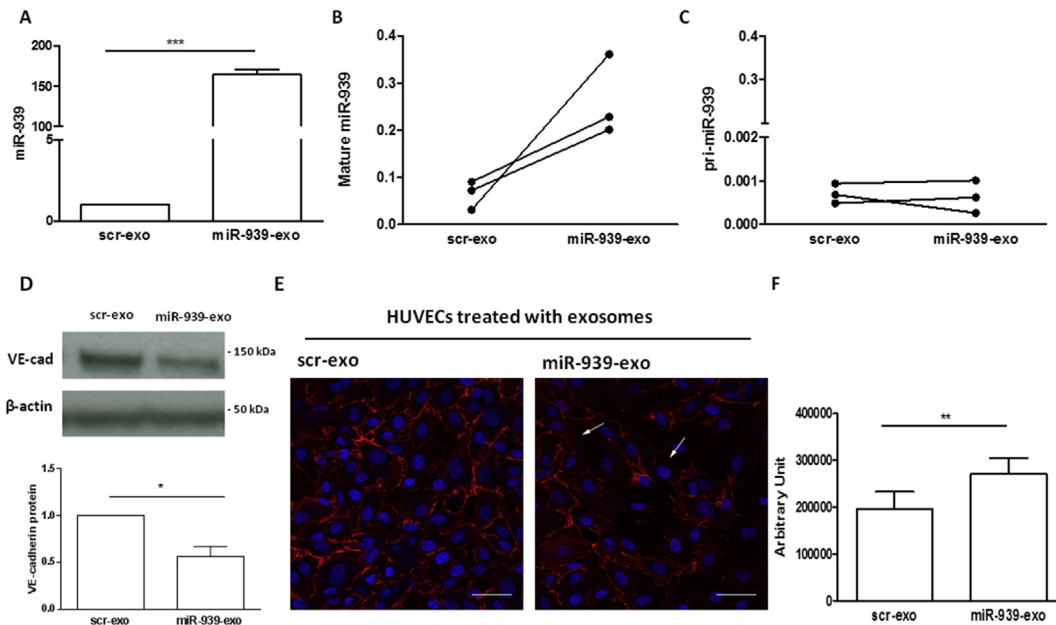 A
miR-939
200
150
100
5
0
***
scr-exo miR-939-exo
B
Mature miR-939
0.4
0.3
0.2
0.1
0.0
scr-exo miR-939-exo
C
pri-miR-939
0.4
0.3
0.002
0.001
0.000
scr-exo miR-939-exo
D
scr-exo miR-939-exo
VE-cad
- 150 kDa
β-actin
- 50 kDa
VE-cadherin protein
1.5
1.0
0.5
0.0
*
scr-exo miR-939-exo
E
HUVECs treated with exosomes
scr-exo miR-939-exo
F
Arbitrary Unit
400000
300000
200000
100000
0
**
scr-exo miR-939-exo